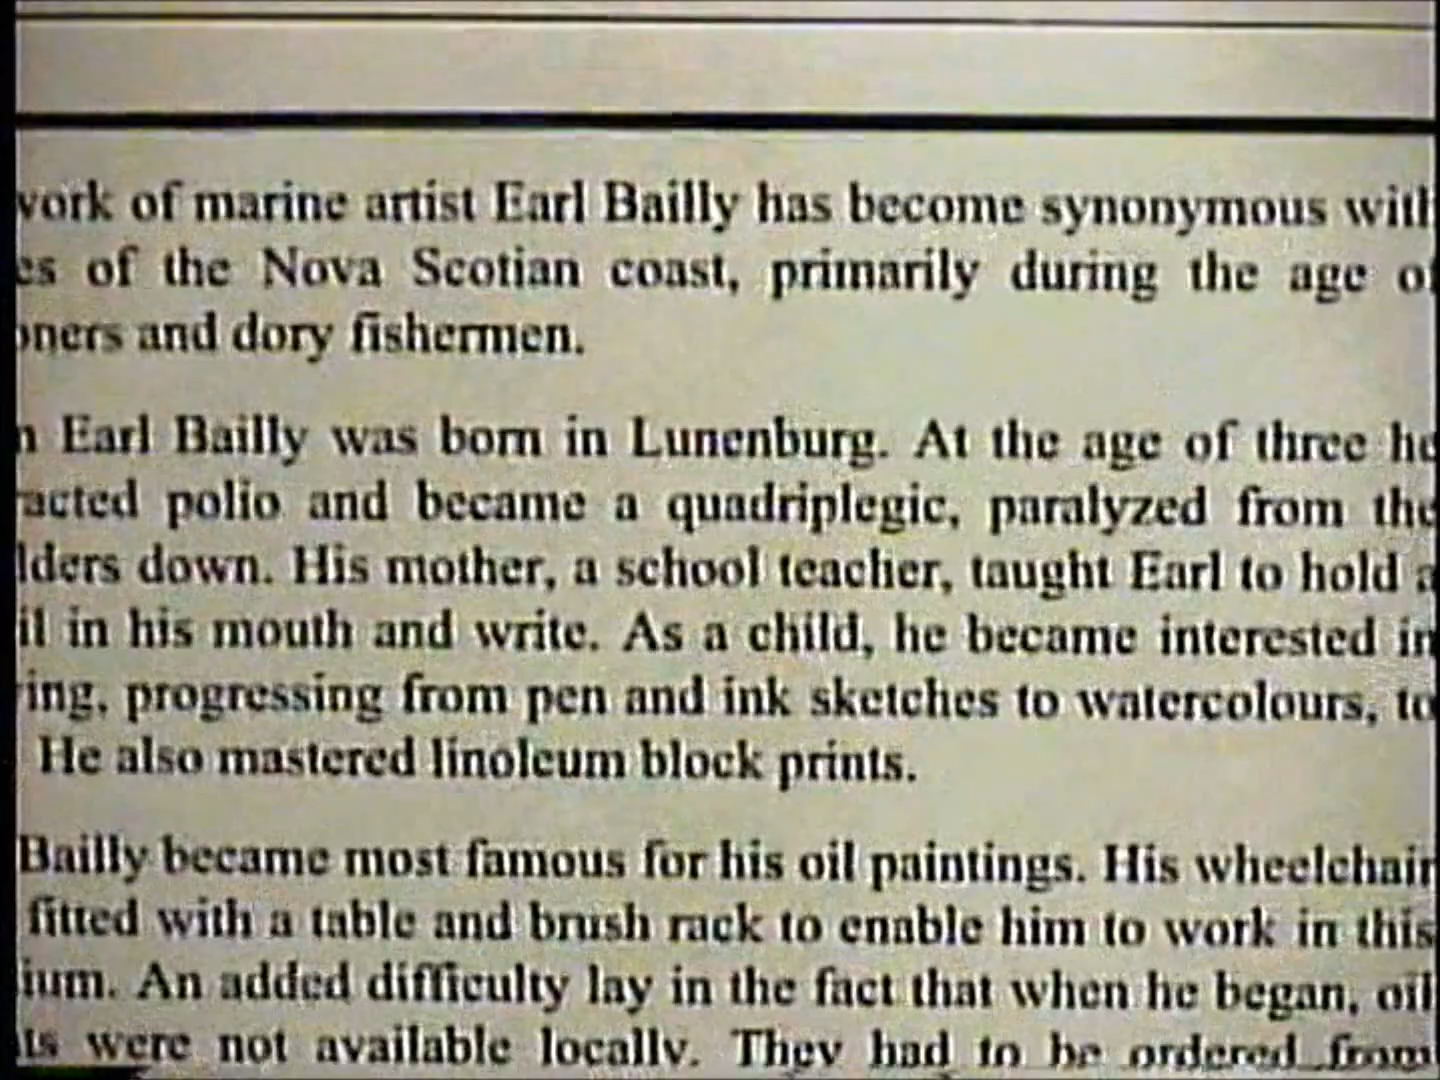 work of marine artist Earl Bailly has become synonymous with
es of the Nova Scotian coast, primarily during the age of
oners and dory fishermen.
n Earl Bailly was born in Lunenburg. At the age of three he
racted polio and became a quadriplegic, paralyzed from the
lders down. His mother, a school teacher, taught Earl to hold a
il in his mouth and write. As a child, he became interested in
ing, progressing from pen and ink sketches to watercolours, to
He also mastered linoleum block prints.
Bailly became most famous for his oil paintings. His wheelchair
fitted with a table and brush rack to enable him to work in this
ium. An added difficulty lay in the fact that when he began, oil
ts were not available locally. They had to be ordered from